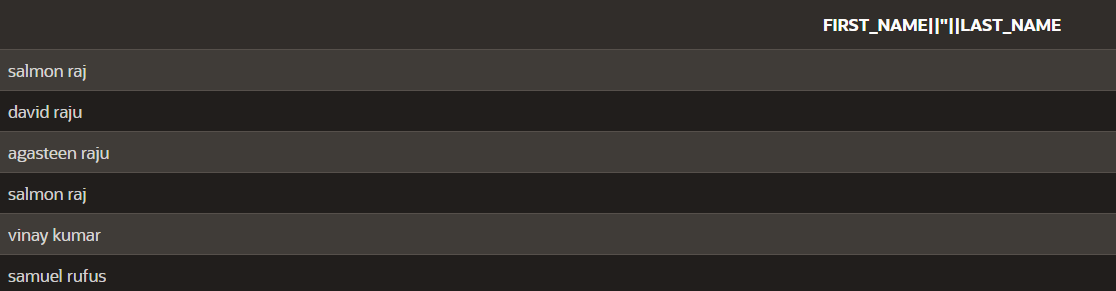 FIRST_NAME||''||LAST_NAME
salmon raj
david raju
agasteen raju
salmon raj
vinay kumar
samuel rufus